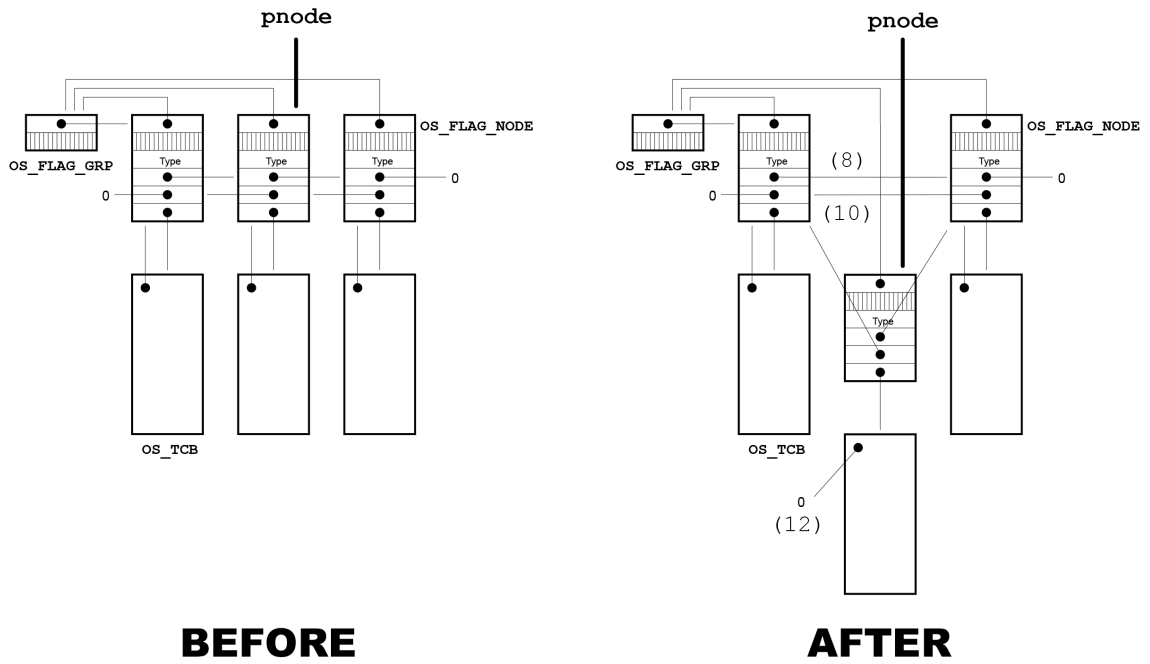 pnode
OS_FLAG_NODE
OS_FLAG_GRP
Type
Type
Type
0
0
OS_TCB
BEFORE
pnode
OS_FLAG_NODE
OS_FLAG_GRP
Type
(8)
Type
0
0
(10)
Type
OS_TCB
0
(12)
AFTER